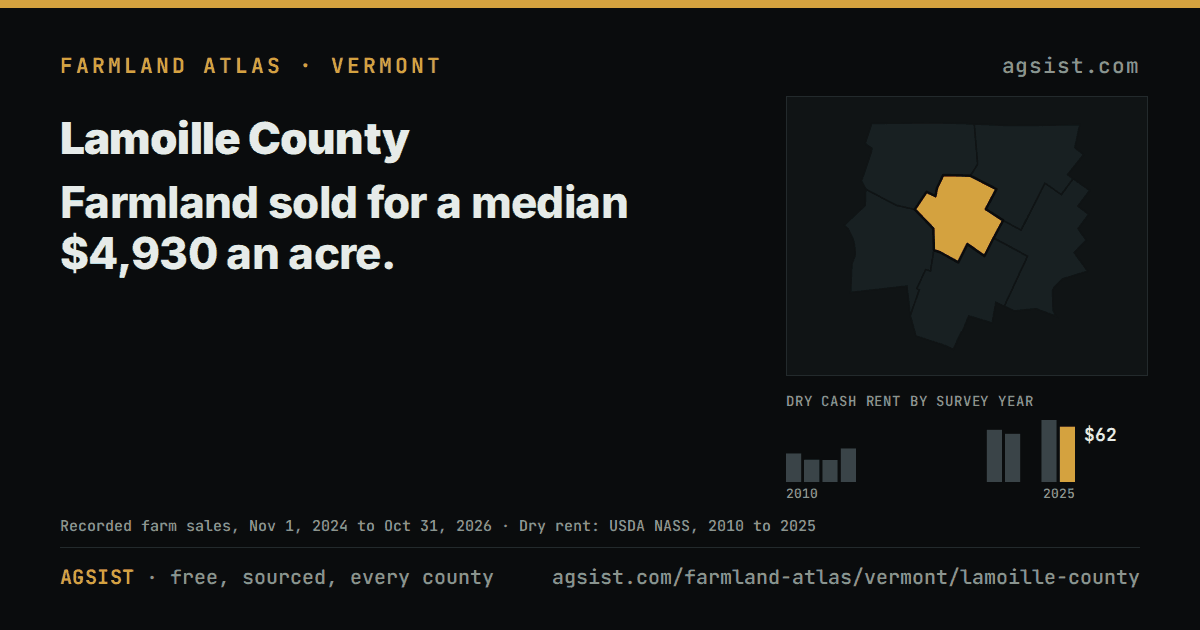 FARMLAND ATLAS · VERMONT
agsist.com
Lamoille County
Farmland sold for a median
$4,930 an acre.
DRY CASH RENT BY SURVEY YEAR
$62
2010
2025
Recorded farm sales, Nov 1, 2024 to Oct 31, 2026 · Dry rent: USDA NASS, 2010 to 2025
AGSIST · free, sourced, every county
agsist.com/farmland-atlas/vermont/lamoille-county